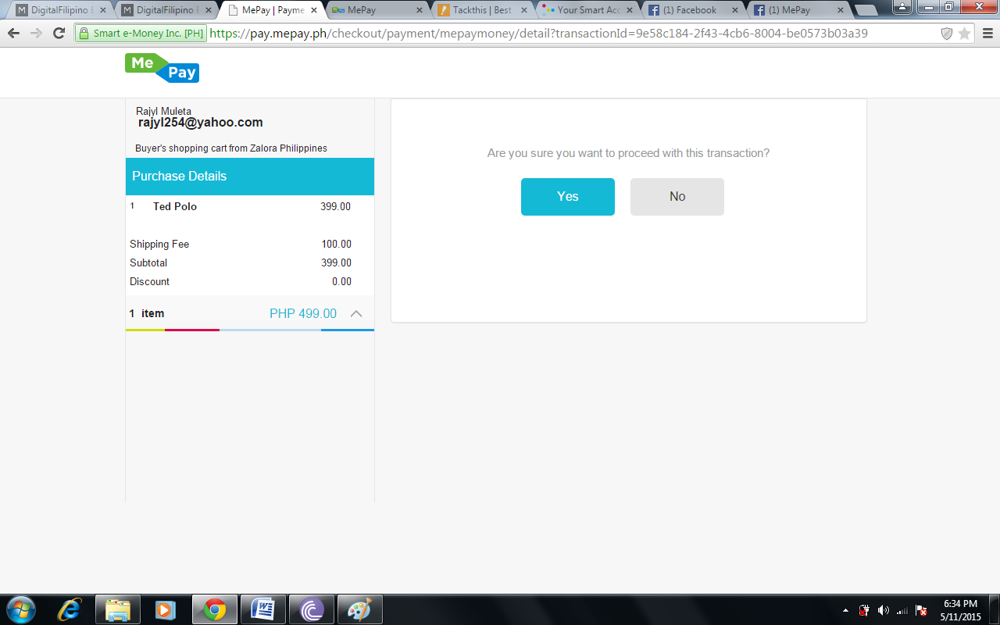 DigitalFilipino E
DigitalFilipino E
MePay | Payme
MePay
Tackthis | Best
Your Smart Acc
(1) Facebook
(1) MePay
Smart e-Money Inc. [PH] https://pay.mepay.ph/checkout/payment/mepaymoney/detail?transactionId=9e58c184-2f43-4cb6-8004-be0573b03a39
Me
Pay
Rajyl Muleta
rajyl254@yahoo.com
Buyer's shopping cart from Zalora Philippines
Purchase Details
1 Ted Polo 399.00
Shipping Fee 100.00
Subtotal 399.00
Discount 0.00
1 item PHP 499.00
Are you sure you want to proceed with this transaction?
Yes No
6:34 PM
5/11/2015